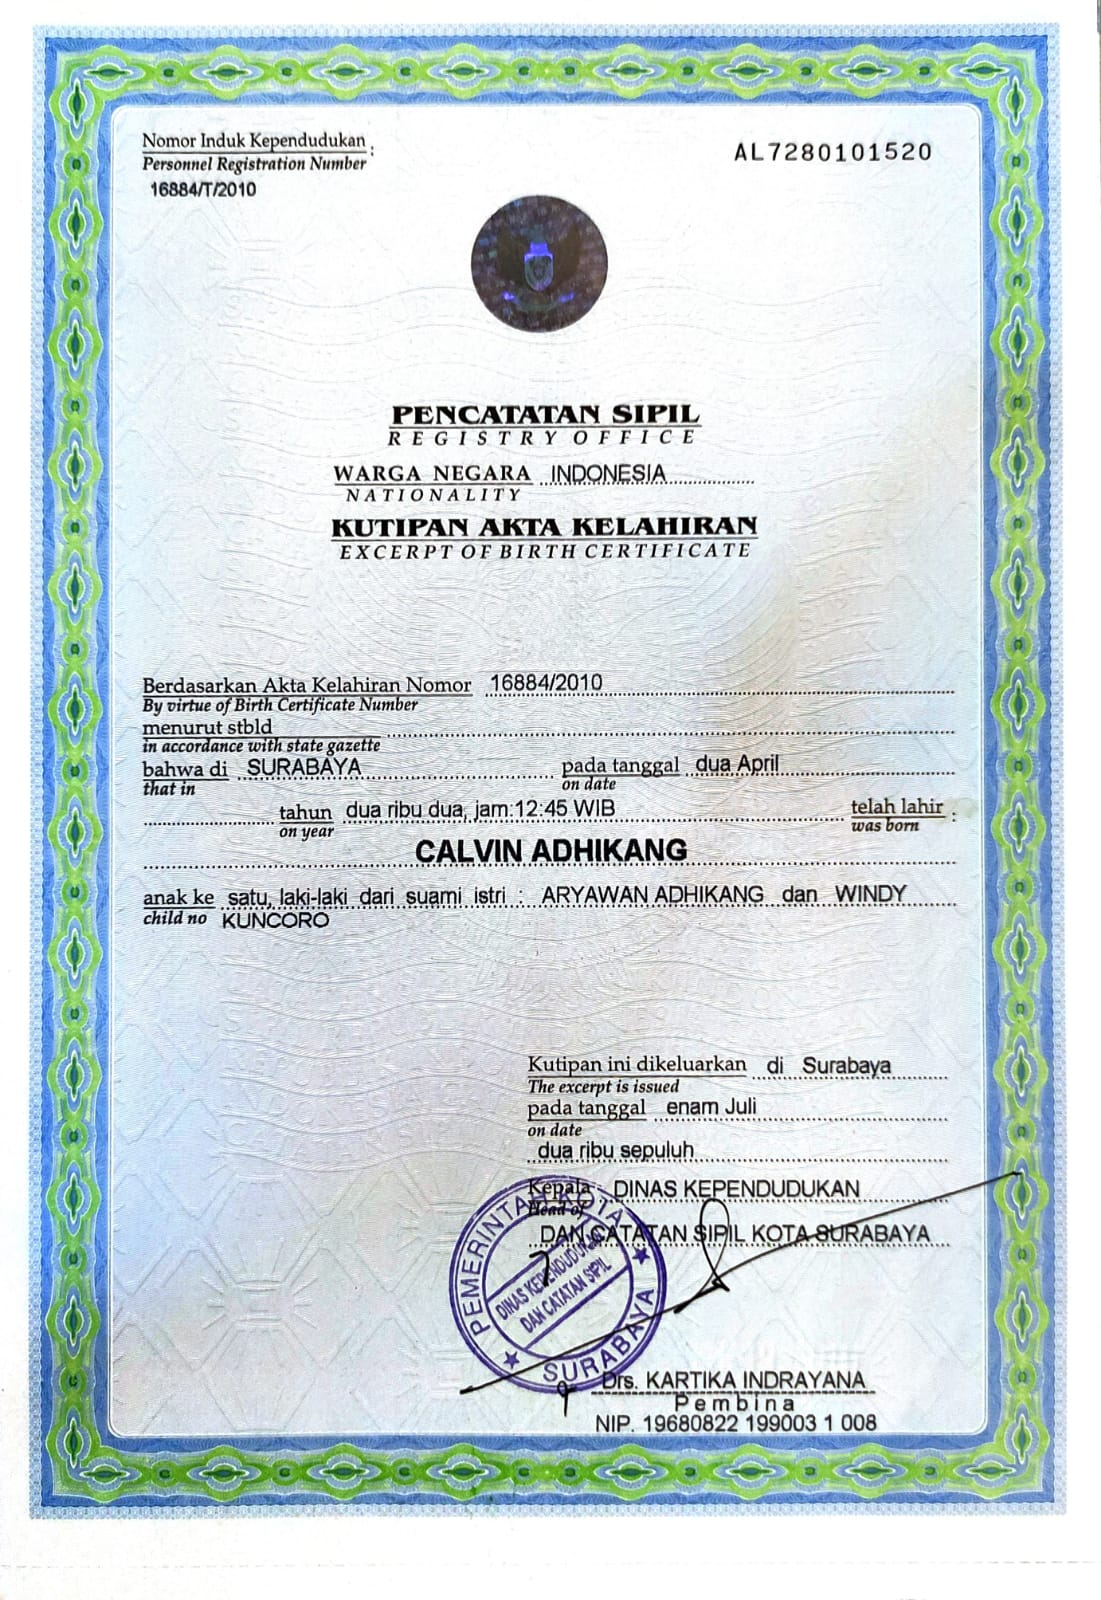 Nomor Induk Kependudukan :
Personnel Registration Number
16884/T/2010
AL7280101520
PENCATATAN SIPIL
REGISTRY OFFICE
WARGA NEGARA INDONESIA
NATIONALITY
KUTIPAN AKTA KELAHIRAN
EXCERPT OF BIRTH CERTIFICATE
Berdasarkan Akta Kelahiran Nomor 16884/2010
By virtue of Birth Certificate Number
menurut stbld
in accordance with state gazette
bahwa di SURABAYA pada tanggal dua April
that in on date
tahun dua ribu dua, jam:12:45 WIB telah lahir :
on year was born
CALVIN ADHIKANG
anak ke satu, laki-laki dari suami istri : ARYAWAN ADHIKANG dan WINDY
child no KUNCORO
Kutipan ini dikeluarkan di Surabaya
The excerpt is issued
pada tanggal enam Juli
on date
dua ribu sepuluh
Kepala DINAS KEPENDUDUKAN
Head of
DAN CATATAN SIPIL KOTA SURABAYA
PEMERINTAH KOTA
DINAS KEPENDUDUKAN
DAN CATATAN SIPIL
SURABAYA
Drs. KARTIKA INDRAYANA
Pembina
NIP. 19680822 199003 1 008